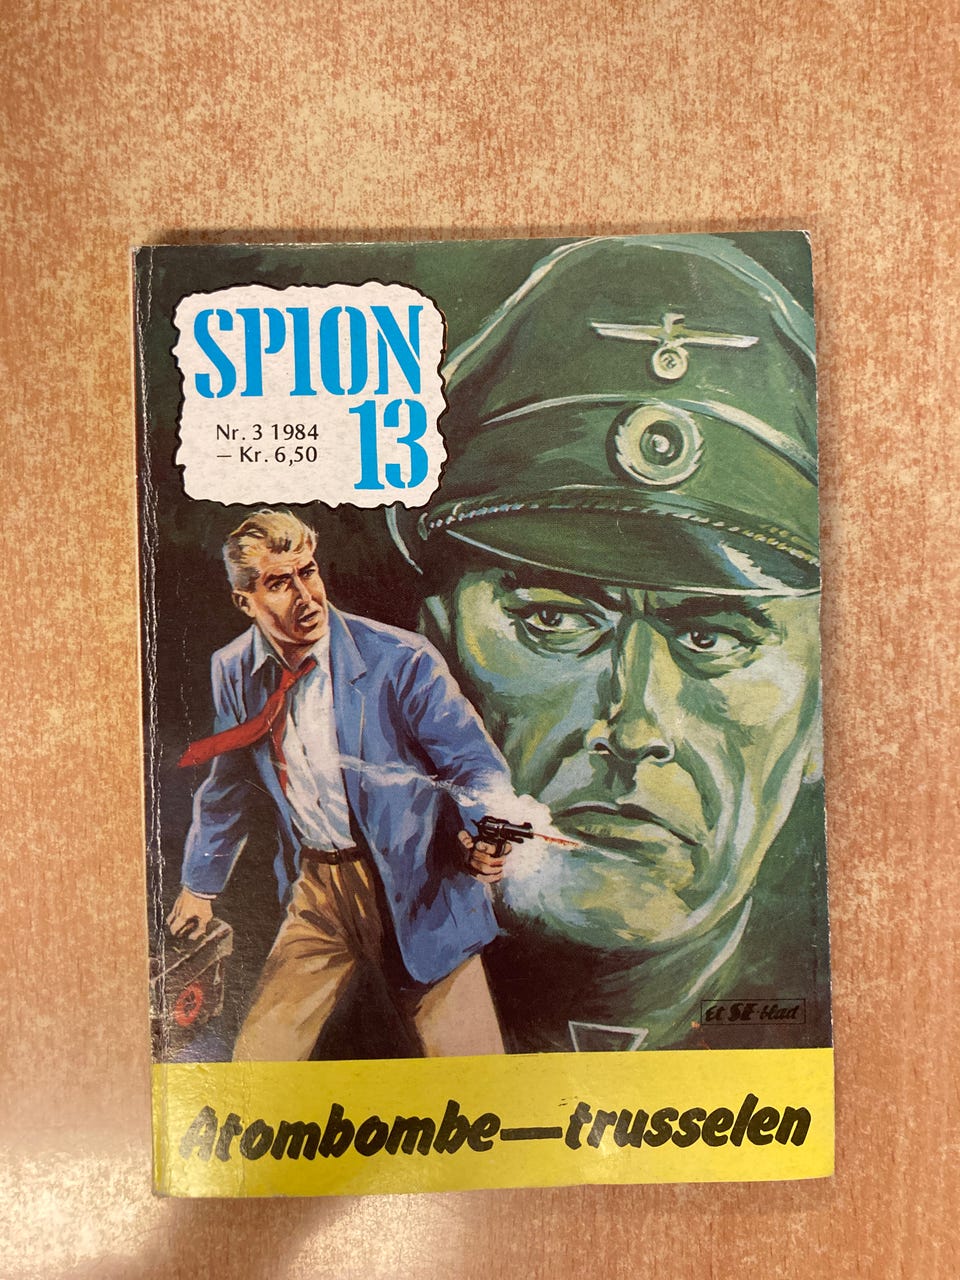 SPION
13
Nr. 3 1984
— Kr. 6,50
Et SE-blad
Atombombe—trusselen